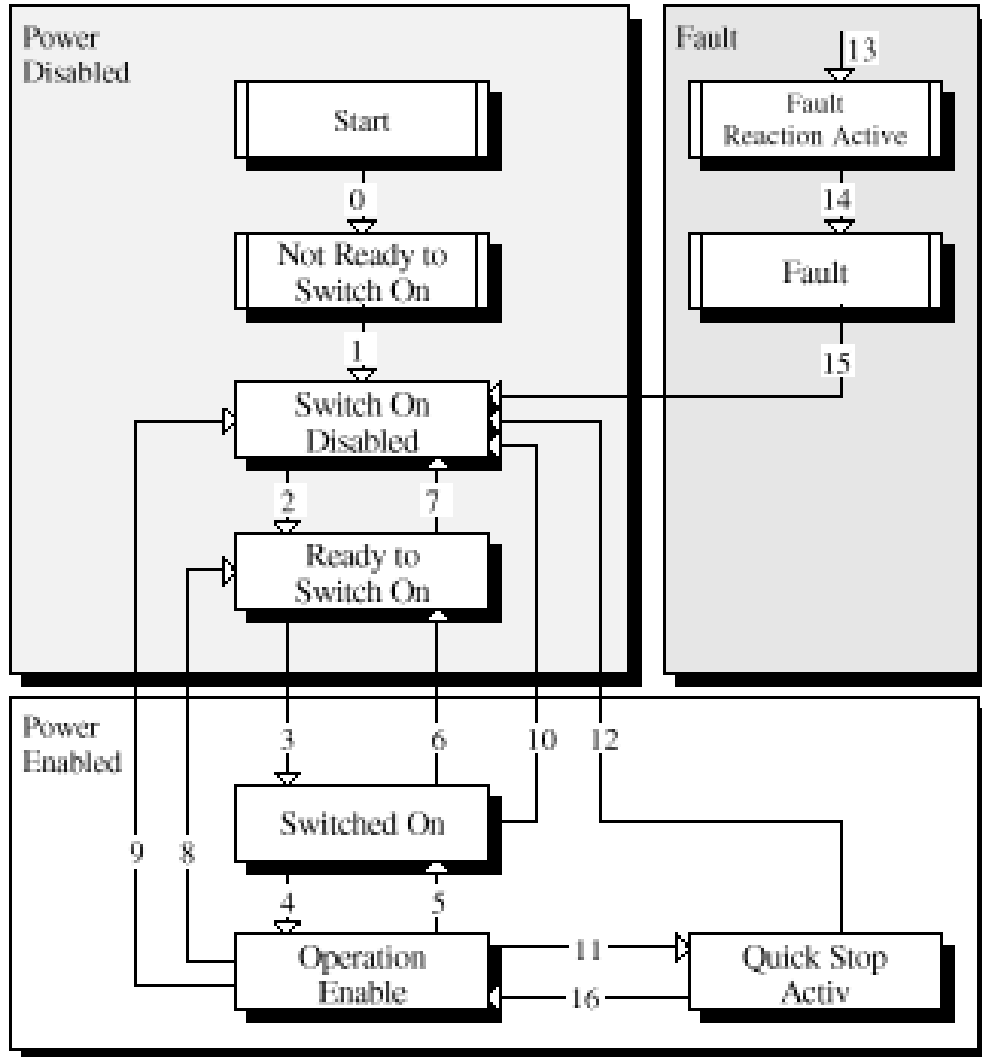 Power
Disabled
Start
0
Not Ready to
Switch On
1
Switch On
Disabled
2
7
Ready to
Switch On
Fault
13
Fault
Reaction Active
14
Fault
15
Power
Enabled
3
6
10
12
Switched On
9
8
4
5
Operation
Enable
11
16
Quick Stop
Activ